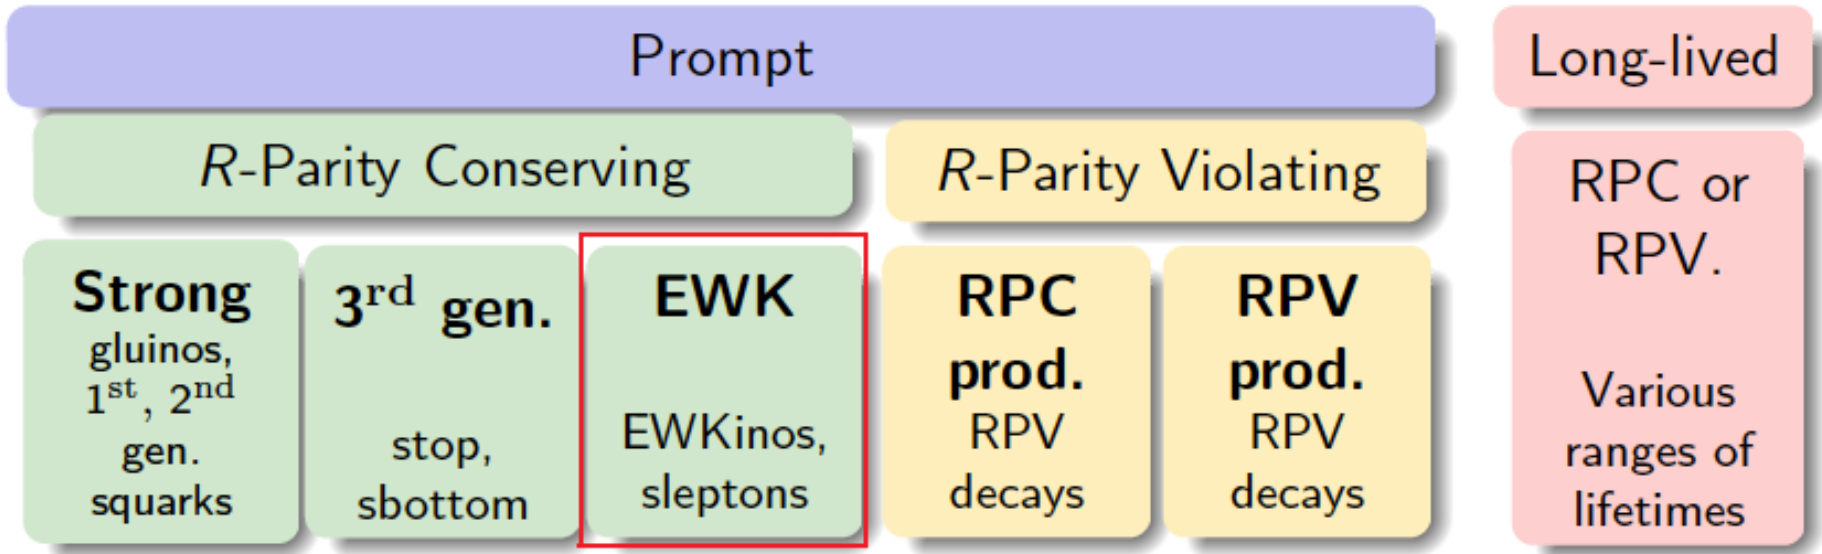 Prompt
Long-lived
R-Parity Conserving
R-Parity Violating
Strong
gluinos,
1st, 2nd
gen.
squarks
3rd gen.
stop,
sbottom
EWK
EWKinos,
sleptons
RPC
prod.
RPV
decays
RPV
prod.
RPV
decays
RPC or
RPV.
Various
ranges of
lifetimes